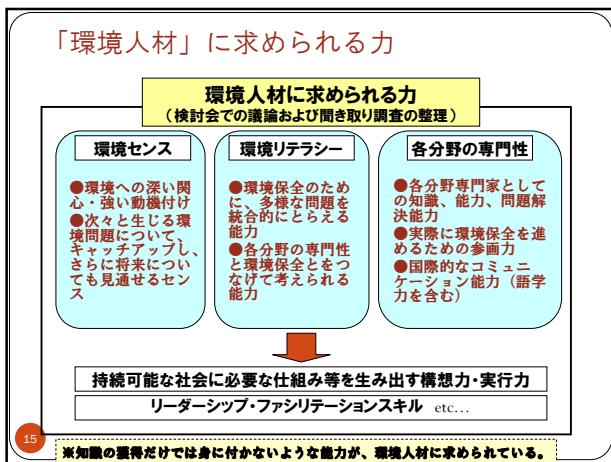 「環境人材」に求められる力
環境人材に求められる力
（検討会での議論および聞き取り調査の整理）
環境センス
●環境への深い関
心・強い動機付け
●次々と生じる環
境問題について、
キャッチアップし、
さらに将来につい
ても見通せるセン
ス
環境リテラシー
●環境保全のため
に、多様な問題を
統合的にとらえる
能力
●各分野の専門性
と環境保全とをつ
なげて考えられる
能力
各分野の専門性
●各分野専門家として
の知識、能力、問題解
決能力
●実際に環境保全を進
めるための参画力
●国際的なコミュニ
ケーション能力（語学
力を含む）
持続可能な社会に必要な仕組み等を生み出す構想力・実行力
リーダーシップ・ファシリテーションスキル etc…
15
※知識の獲得だけでは身に付かないような能力が、環境人材に求められている。